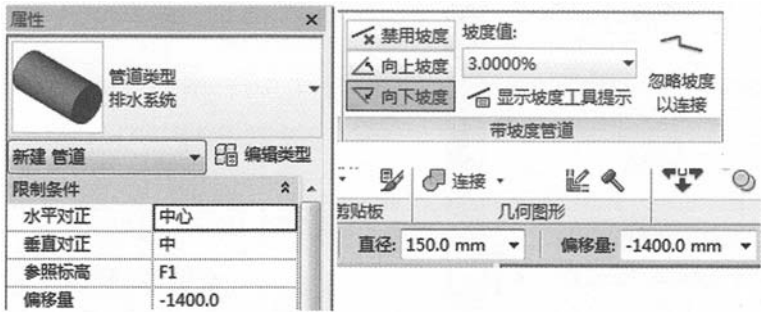 属性
管道类型
排水系统
新建 管道
编辑类型
限制条件
水平对正 中心
垂直对正 中
参照标高 F1
偏移量 -1400.0
禁用坡度 坡度值:
向上坡度 3.0000%
向下坡度 显示坡度工具提示
忽略坡度
以连接
带坡度管道
连接
剪贴板 几何图形
直径: 150.0 mm 偏移量: -1400.0 mm